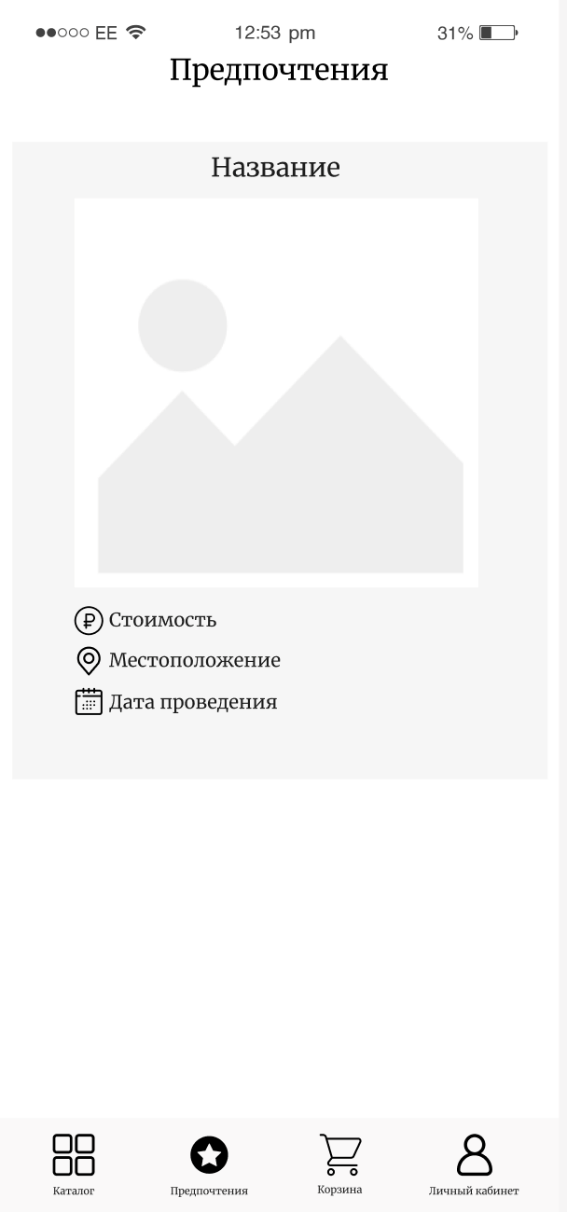 EE 12:53 pm 31%
Предпочтения
Название
Стоимость
Местоположение
Дата проведения
Каталог Предпочтения Корзина Личный кабинет